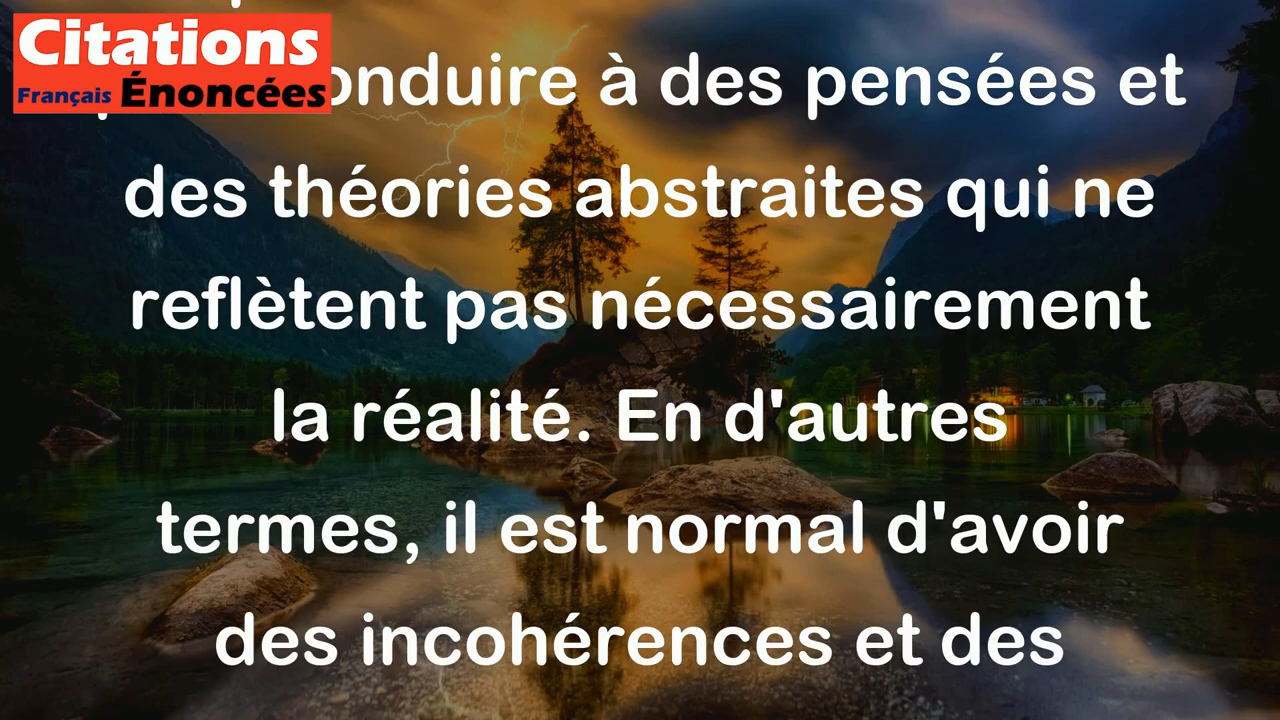 Citations
Français Énoncées
onduire à des pensées et
des théories abstraites qui ne
reflètent pas nécessairement
la réalité. En d'autres
termes, il est normal d'avoir
des incohérences et des